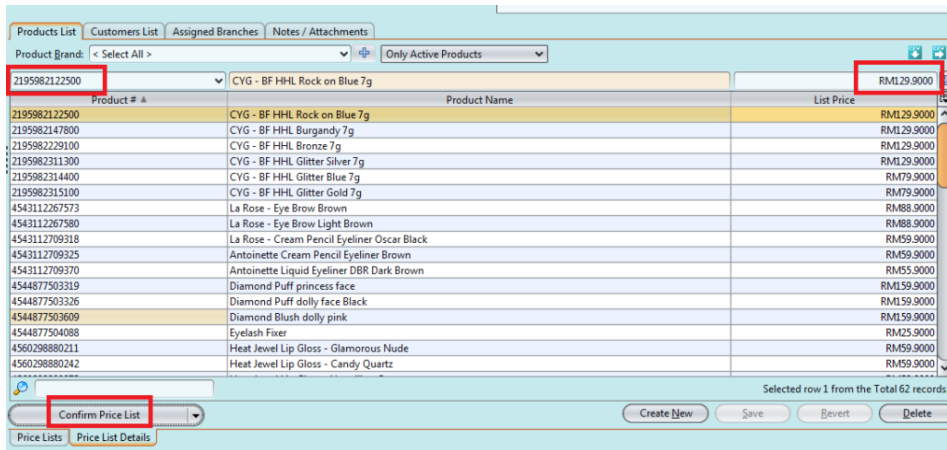 Products List Customers List Assigned Branches Notes / Attachments
Product Brand: < Select All > Only Active Products
2195982122500 CYG - BF HHL Rock on Blue 7g RM129.9000
Product # Product Name List Price
2195982122500 CYG - BF HHL Rock on Blue 7g RM129.9000
2195982147800 CYG - BF HHL Burgandy 7g RM129.9000
2195982229100 CYG - BF HHL Bronze 7g RM129.9000
2195982311300 CYG - BF HHL Glitter Silver 7g RM129.9000
2195982314400 CYG - BF HHL Glitter Blue 7g RM79.9000
2195982315100 CYG - BF HHL Glitter Gold 7g RM79.9000
4543112267573 La Rose - Eye Brow Brown RM88.9000
4543112267580 La Rose - Eye Brow Light Brown RM88.9000
4543112709318 La Rose - Cream Pencil Eyeliner Oscar Black RM59.9000
4543112709325 Antoinette Cream Pencil Eyeliner Brown RM59.9000
4543112709370 Antoinette Liquid Eyeliner DBR Dark Brown RM55.9000
4544877503319 Diamond Puff princess face RM159.9000
4544877503326 Diamond Puff dolly face Black RM159.9000
4544877503609 Diamond Blush dolly pink RM159.9000
4544877504088 Eyelash Fixer RM25.9000
4560298880211 Heat Jewel Lip Gloss - Glamorous Nude RM59.9000
4560298880242 Heat Jewel Lip Gloss - Candy Quartz RM59.9000
Selected row 1 from the Total 62 records
Confirm Price List Create New Save Revert Delete
Price Lists Price List Details